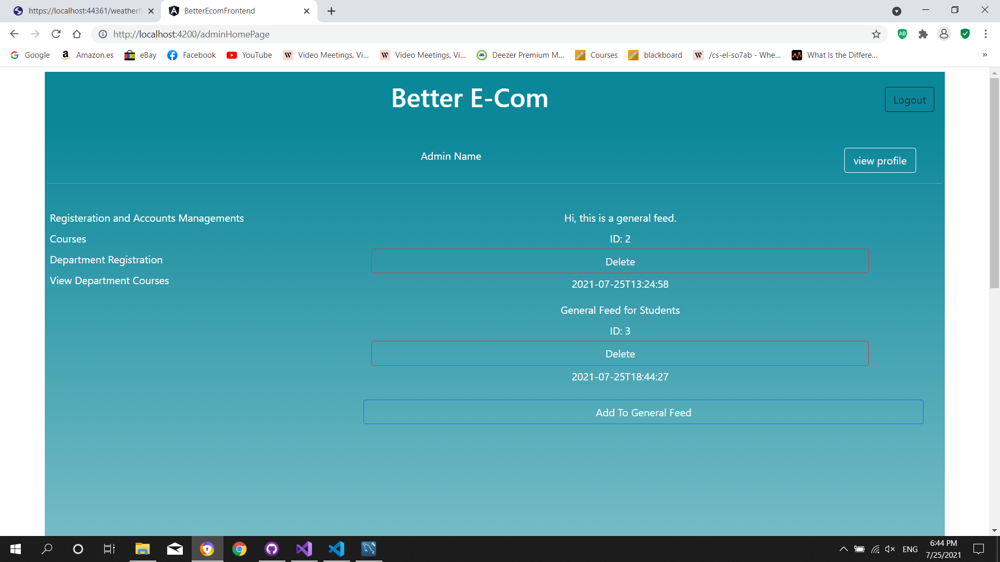 https://localhost:44361/weatherf
BetterEcomFrontend
http://localhost:4200/adminHomePage
AB
Google
Amazon.es
eBay
Facebook
YouTube
Video Meetings, Vi...
Video Meetings, Vi...
Deezer Premium M...
Courses
blackboard
/cs-el-so7ab - Whe...
What Is the Differe...
»
Better E-Com
Logout
Admin Name
view profile
Registeration and Accounts Managements
Courses
Department Registration
View Department Courses
Hi, this is a general feed.
ID: 2
Delete
2021-07-25T13:24:58
General Feed for Students
ID: 3
Delete
2021-07-25T18:44:27
Add To General Feed
ENG
6:44 PM
7/25/2021